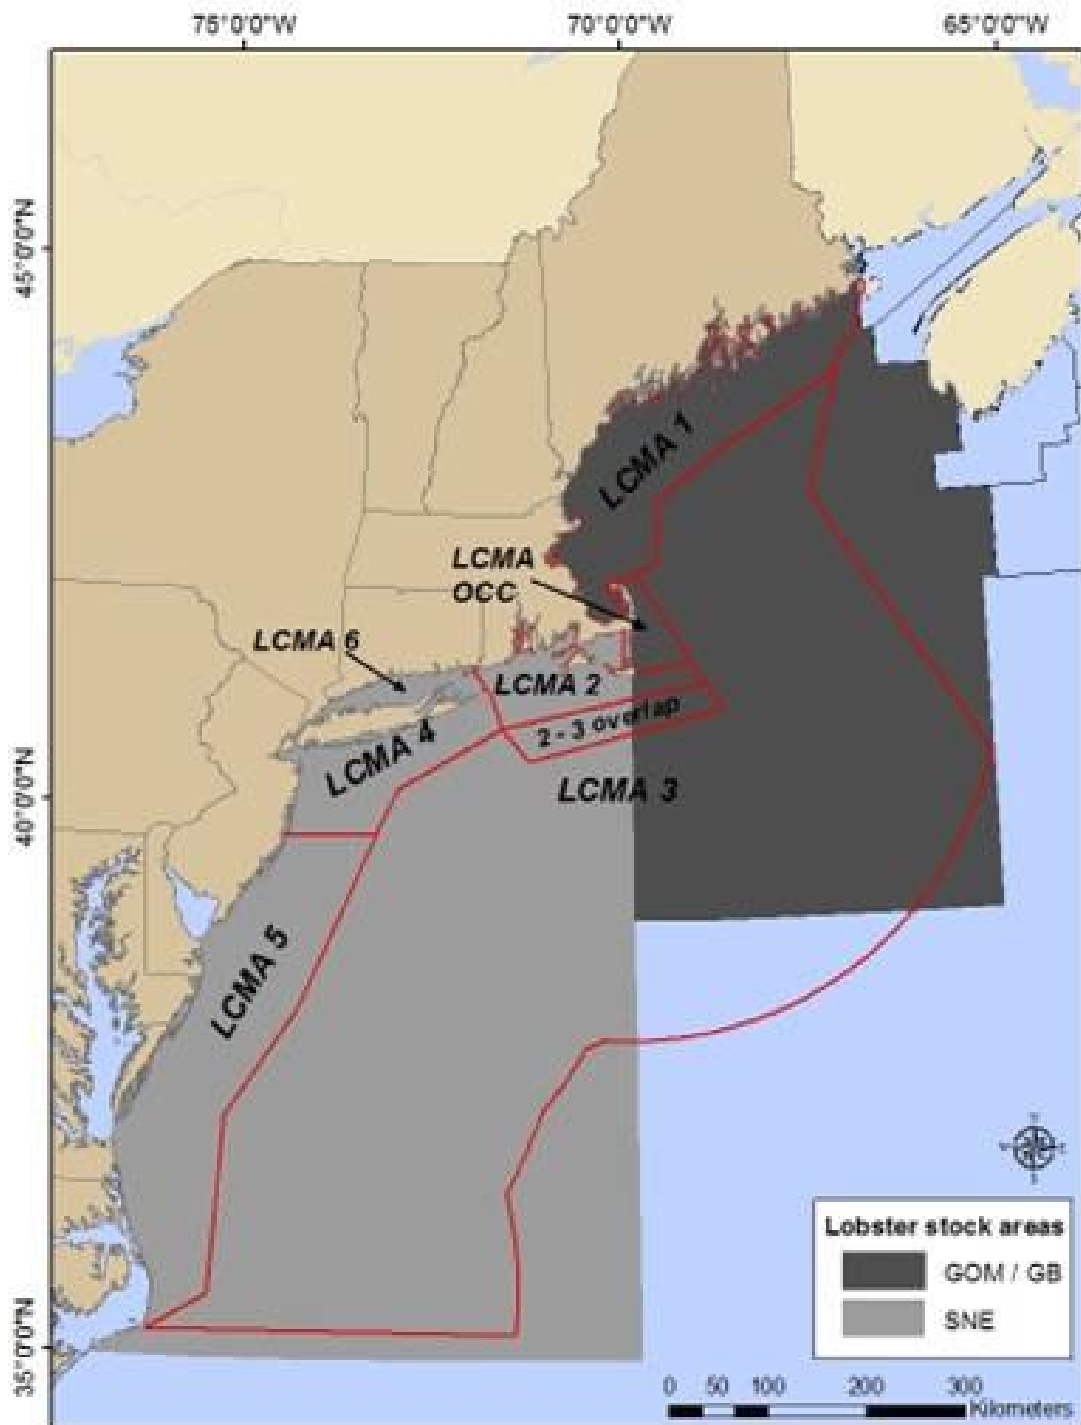 75°0'0"W
70°0'0"W
65°0'0"W
45°0'0"N
40°0'0"N
35°0'0"N
LCMA 1
LCMA
OCC
LCMA 6
LCMA 2
2 - 3 overlap
LCMA 4
LCMA 3
LCMA 5
Lobster stock areas
GOM / GB
SNE
0 50 100 200 300
Kilometers